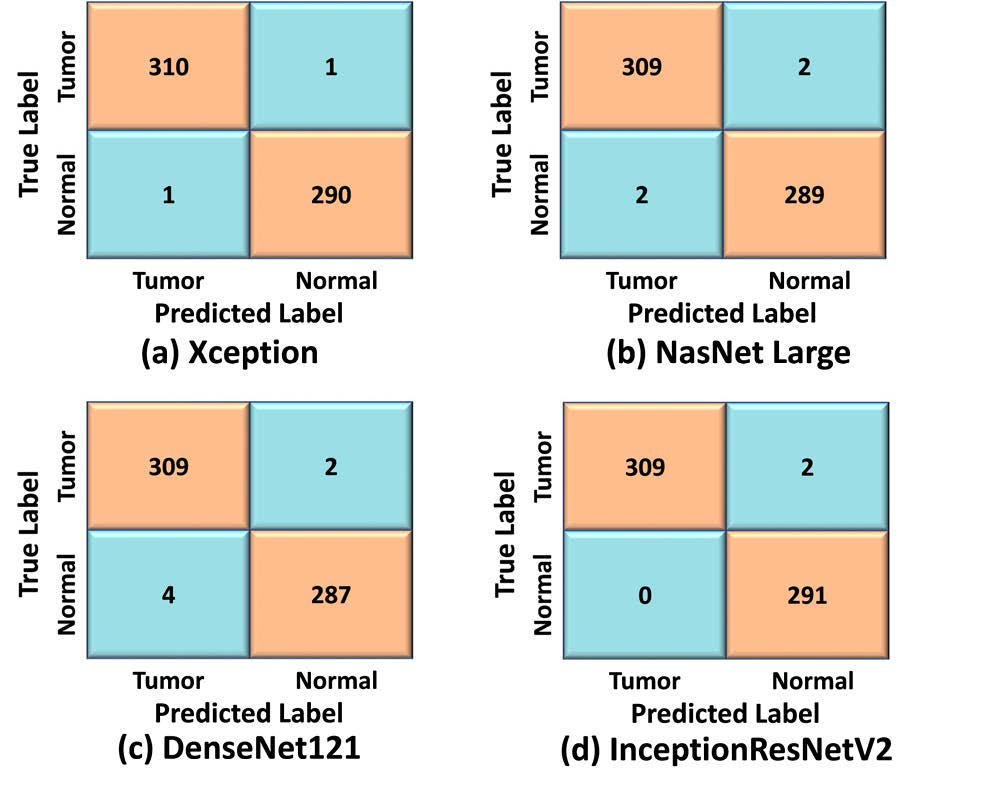 True Label
Tumor
Normal
310
1
1
290
Tumor
Normal
Predicted Label
(a) Xception
True Label
Tumor
Normal
309
2
2
289
Tumor
Normal
Predicted Label
(b) NasNet Large
True Label
Tumor
Normal
309
2
4
287
Tumor
Normal
Predicted Label
(c) DenseNet121
True Label
Tumor
Normal
309
2
0
291
Tumor
Normal
Predicted Label
(d) InceptionResNetV2